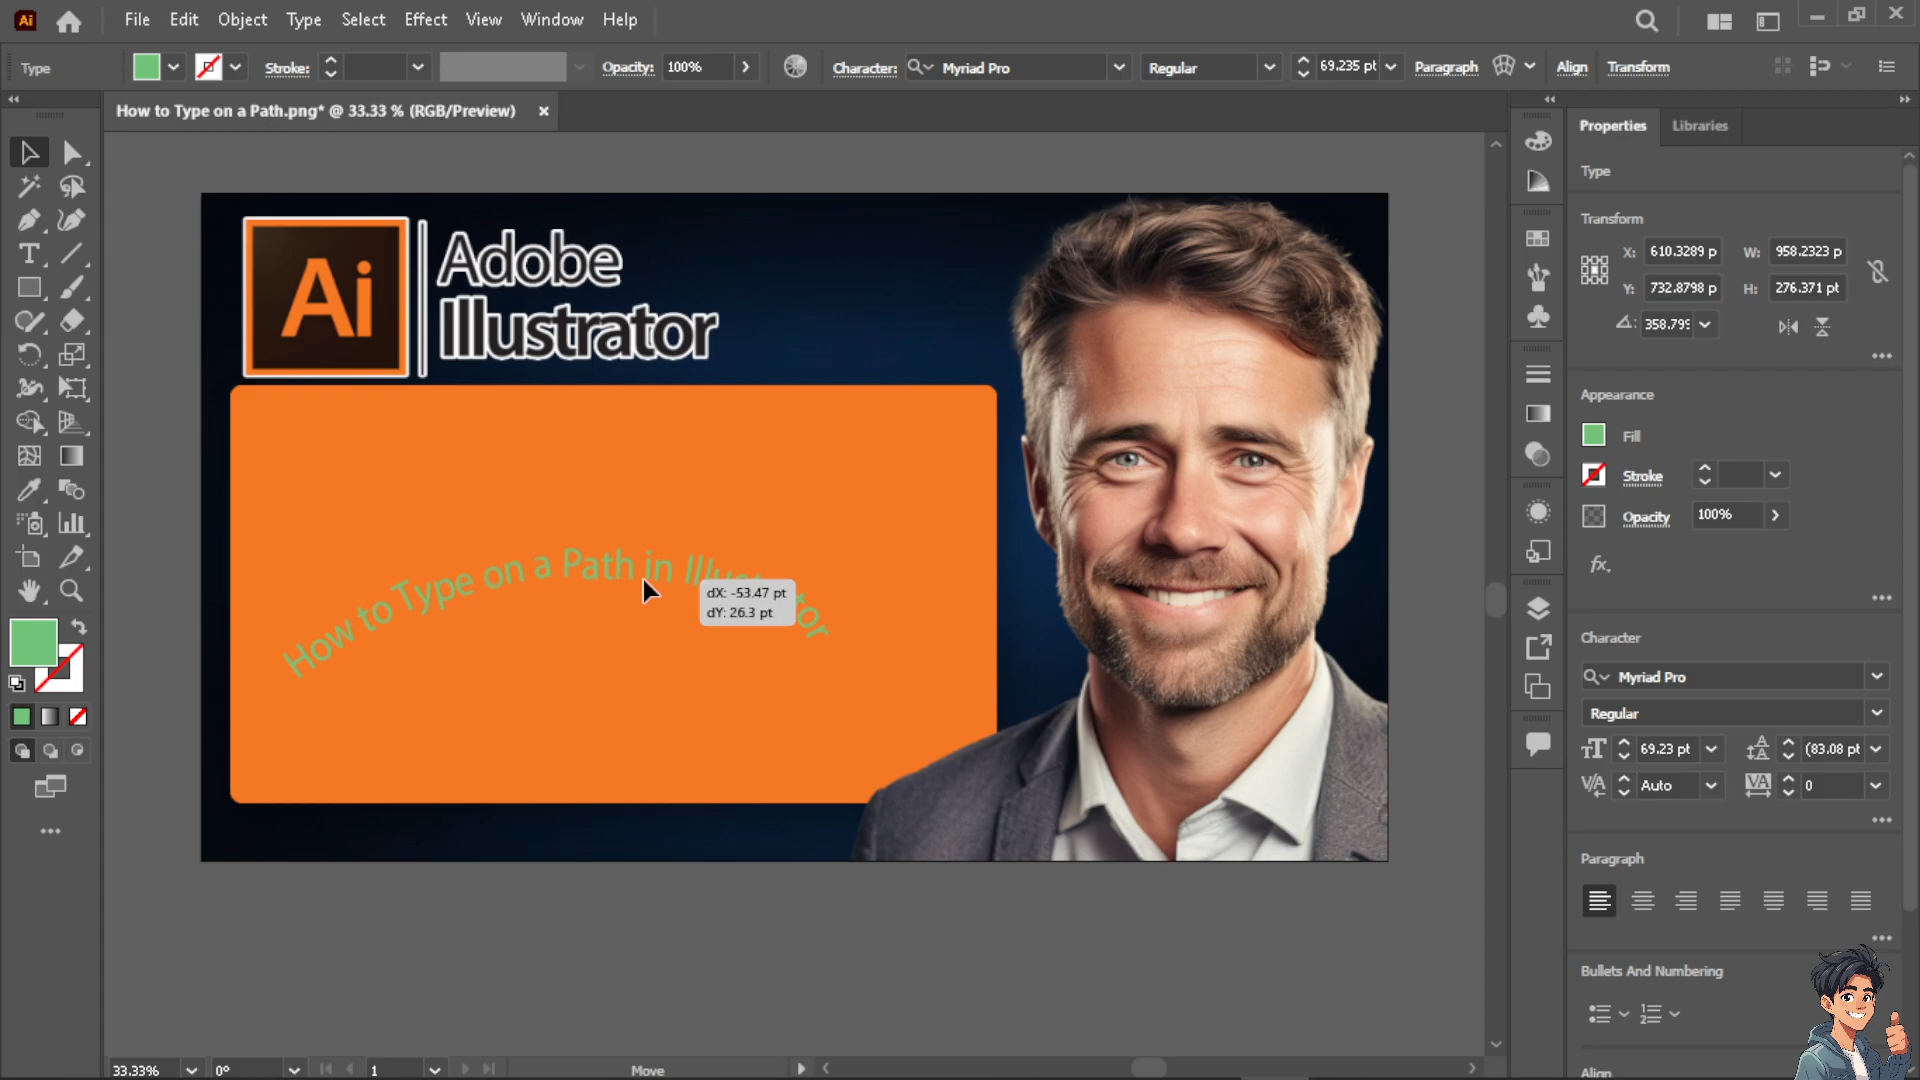 Ai
File Edit Object Type Select Effect View Window Help
Type
Stroke:
Opacity:
100%
Character:
Myriad Pro
Regular
69.235 pt
Paragraph
Align
Transform
How to Type on a Path.png* @ 33.33 % (RGB/Preview)
Properties
Libraries
Type
Transform
X: 610.3289 p
W: 958.2323 p
Y: 732.8798 p
H: 276.371 pt
358.795
Appearance
Fill
Stroke
Opacity
100%
fx.
Character
Myriad Pro
Regular
69.23 pt
(83.08 pt
Auto
0
Paragraph
Bullets And Numbering
Align
Ai
Adobe
Illustrator
How to Type on a Path in Illustrator
dX: -53.47 pt
dY: 26.3 pt
33.33%
0°
1
Move